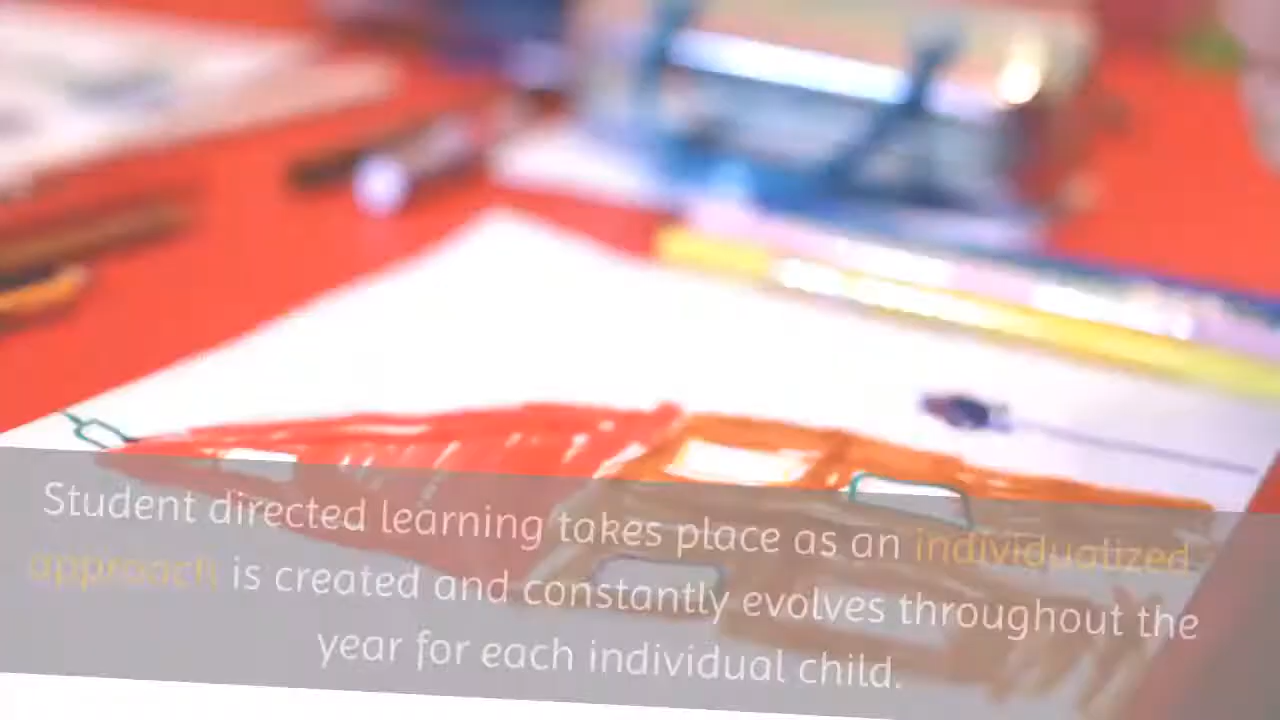 Student directed learning takes place as an individualized
approach is created and constantly evolves throughout the
year for each individual child.